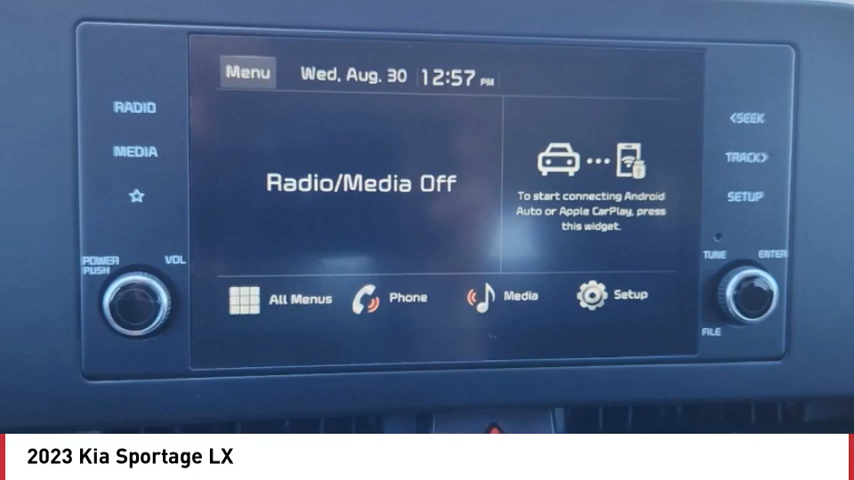 Menu
Wed, Aug. 30
12:57 PM
RADIO
MEDIA
<SEEK
TRACK>
SETUP
Radio/Media Off
To start connecting Android
Auto or Apple CarPlay, press
this widget.
POWER
PUSH
VOL
TUNE
ENTER
All Menus
Phone
Media
Setup
FILE
2023 Kia Sportage LX